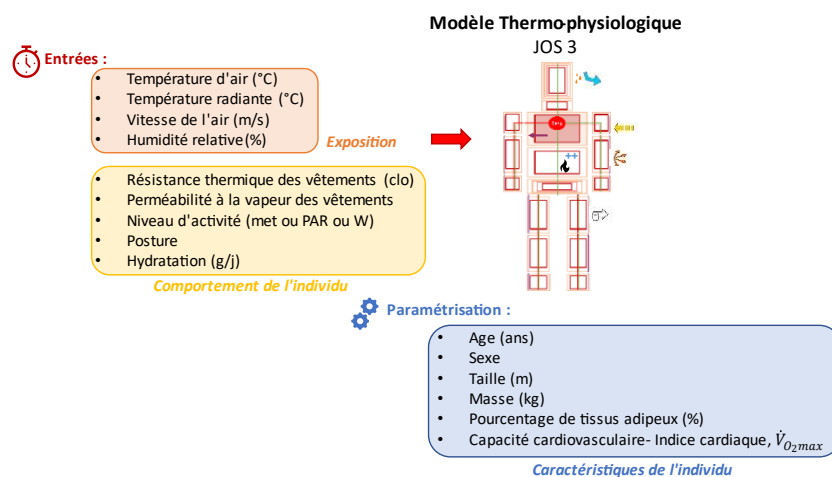 Modèle Thermo-physiologique
JOS 3
Entrées :
• Température d'air (°C)
• Température radiante (°C)
• Vitesse de l'air (m/s)
• Humidité relative (%)
Exposition
• Résistance thermique des vêtements (clo)
• Perméabilité à la vapeur des vêtements
• Niveau d'activité (met ou PAR ou W)
• Posture
• Hydratation (g/j)
Comportement de l'individu
++
Paramétrisation :
• Age (ans)
• Sexe
• Taille (m)
• Masse (kg)
• Pourcentage de tissus adipeux (%)
• Capacité cardiovasculaire- Indice cardiaque, V̇O₂max
Caractéristiques de l'individu